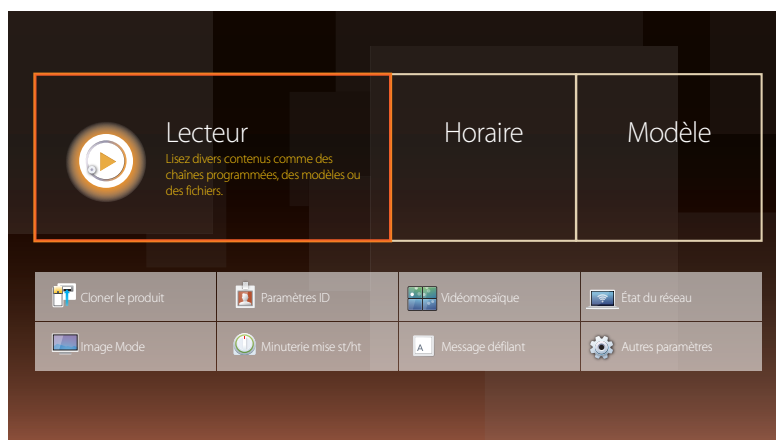 Lecteur
Lisez divers contenus comme des
chaînes programmées, des modèles ou
des fichiers.
Horaire
Modèle
Cloner le produit
Paramètres ID
Vidéomosaïque
État du réseau
Image Mode
Minuterie mise st/ht
A
Message défilant
Autres paramètres